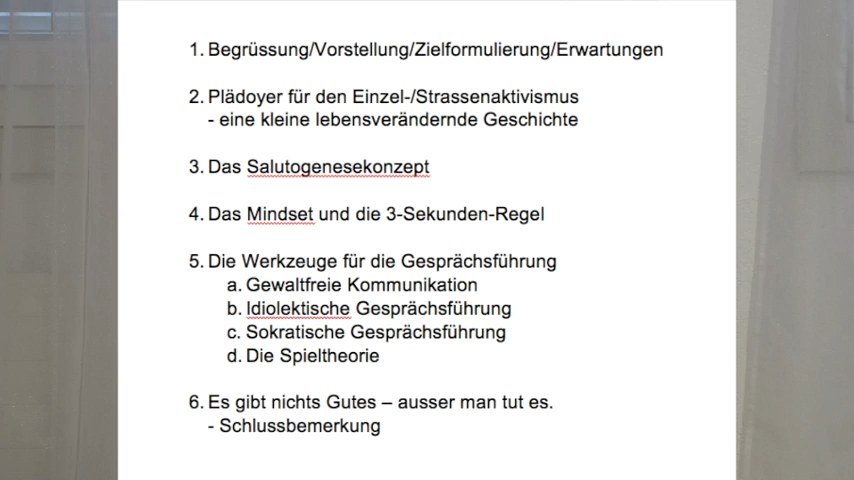 1. Begrüssung/Vorstellung/Zielformulierung/Erwartungen
2. Plädoyer für den Einzel-/Strassenaktivismus
- eine kleine lebensverändernde Geschichte
3. Das Salutogenesekonzept
4. Das Mindset und die 3-Sekunden-Regel
5. Die Werkzeuge für die Gesprächsführung
a. Gewaltfreie Kommunikation
b. Idiolektische Gesprächsführung
c. Sokratische Gesprächsführung
d. Die Spieltheorie
6. Es gibt nichts Gutes – ausser man tut es.
- Schlussbemerkung